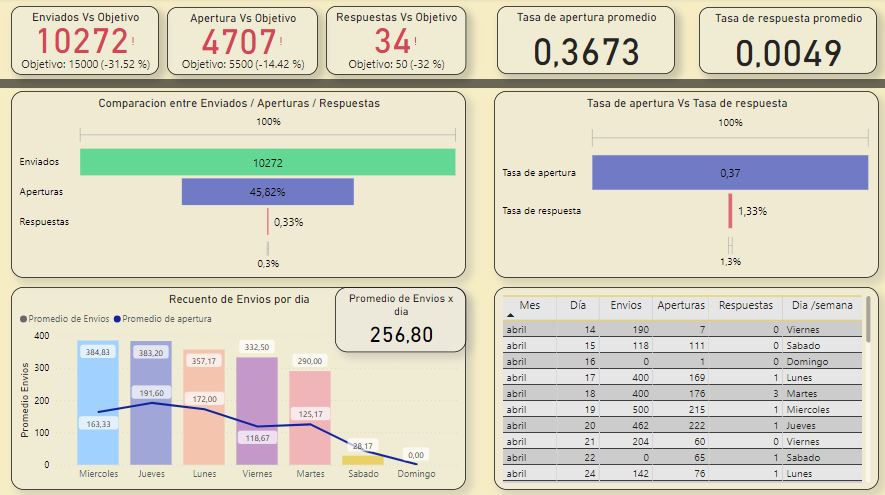 Enviados Vs Objetivo
10272!
Objetivo: 15000 (-31.52 %)
Apertura Vs Objetivo
4707!
Objetivo: 5500 (-14.42 %)
Respuestas Vs Objetivo
34!
Objetivo: 50 (-32 %)
Tasa de apertura promedio
0,3673
Tasa de respuesta promedio
0,0049
Comparacion entre Enviados / Aperturas / Respuestas
100%
Enviados
10272
Aperturas
45,82%
Respuestas
0,33%
0,3%
Tasa de apertura Vs Tasa de respuesta
100%
Tasa de apertura
0,37
Tasa de respuesta
1,33%
1,3%
Recuento de Envios por dia
Promedio de Envios Promedio de apertura
Promedio de Envios x
dia
256,80
Promedio Envios
400
300
200
100
0
384,83
383,20
357,17
332,50
290,00
28,17
163,33
191,60
172,00
118,67
125,17
0,00
Miercoles Jueves Lunes Viernes Martes Sabado Domingo
Mes Día Envios Aperturas Respuestas Dia /semana
abril 14 190 7 0 Viernes
abril 15 118 111 0 Sabado
abril 16 0 1 0 Domingo
abril 17 400 169 1 Lunes
abril 18 400 176 3 Martes
abril 19 500 215 1 Miercoles
abril 20 462 222 1 Jueves
abril 21 204 60 0 Viernes
abril 22 0 65 1 Sabado
abril 24 142 76 1 Lunes